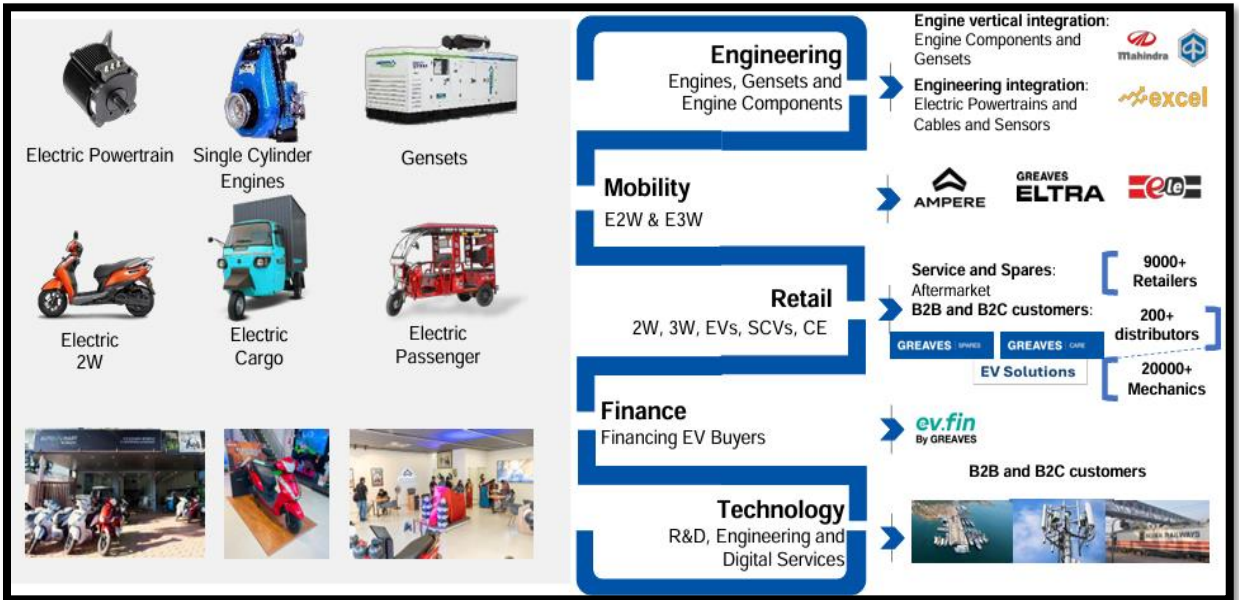 Electric Powertrain
Single Cylinder
Engines
Gensets
Electric
2W
Electric
Cargo
Electric
Passenger
Engineering
Engines, Gensets and
Engine Components
Engine vertical integration:
Engine Components and
Gensets
Engineering integration:
Electric Powertrains and
Cables and Sensors
Mahindra
excel
Mobility
E2W & E3W
AMPERE
GREAVES
ELTRA
ele
Retail
2W, 3W, EVs, SCVs, CE
Service and Spares:
Aftermarket
B2B and B2C customers:
GREAVES SPARES
GREAVES CARE
EV Solutions
9000+
Retailers
200+
distributors
20000+
Mechanics
Finance
Financing EV Buyers
ev.fin
By GREAVES
Technology
R&D, Engineering and
Digital Services
B2B and B2C customers
RAILWAYS